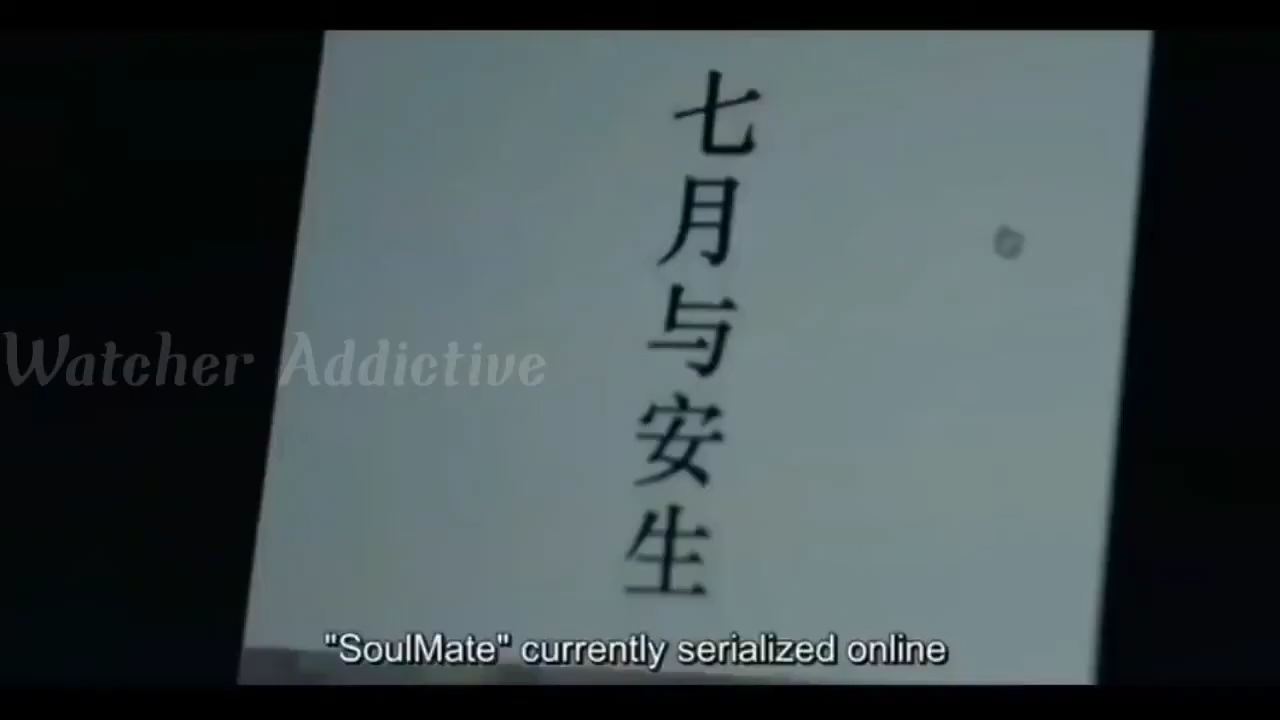 七月与安生
Watcher Addictive
"SoulMate" currently serialized online